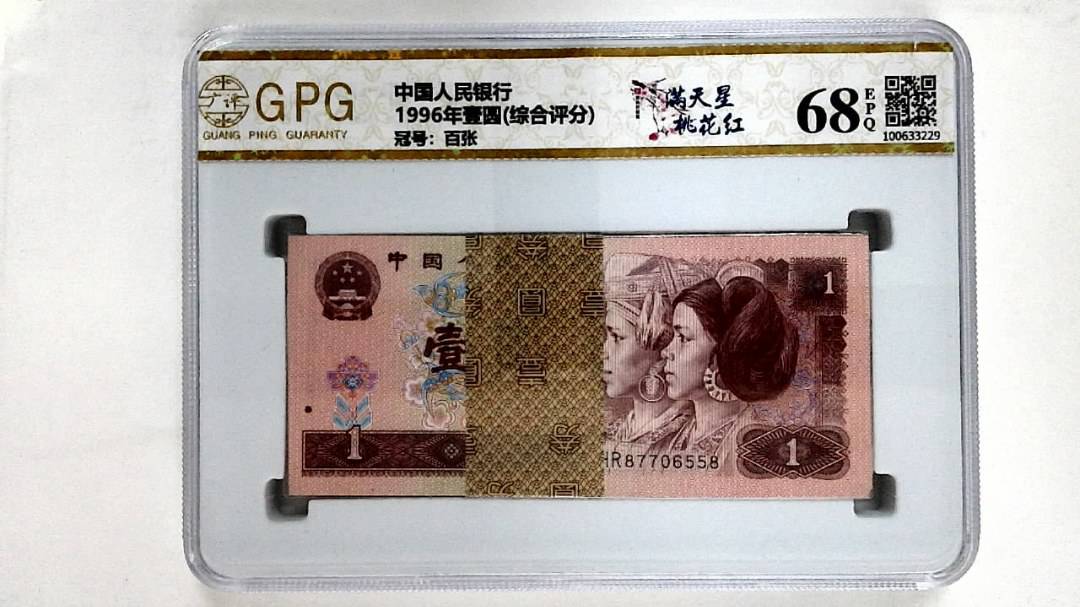 广评
GPG
GUANG PING GUARANTY
中国人民银行
1996年壹圆(综合评分)
冠号：百张
满天星
桃花红
68
EPQ
100633229
中国
壹
圆
壹
1
1
1
HR87706558